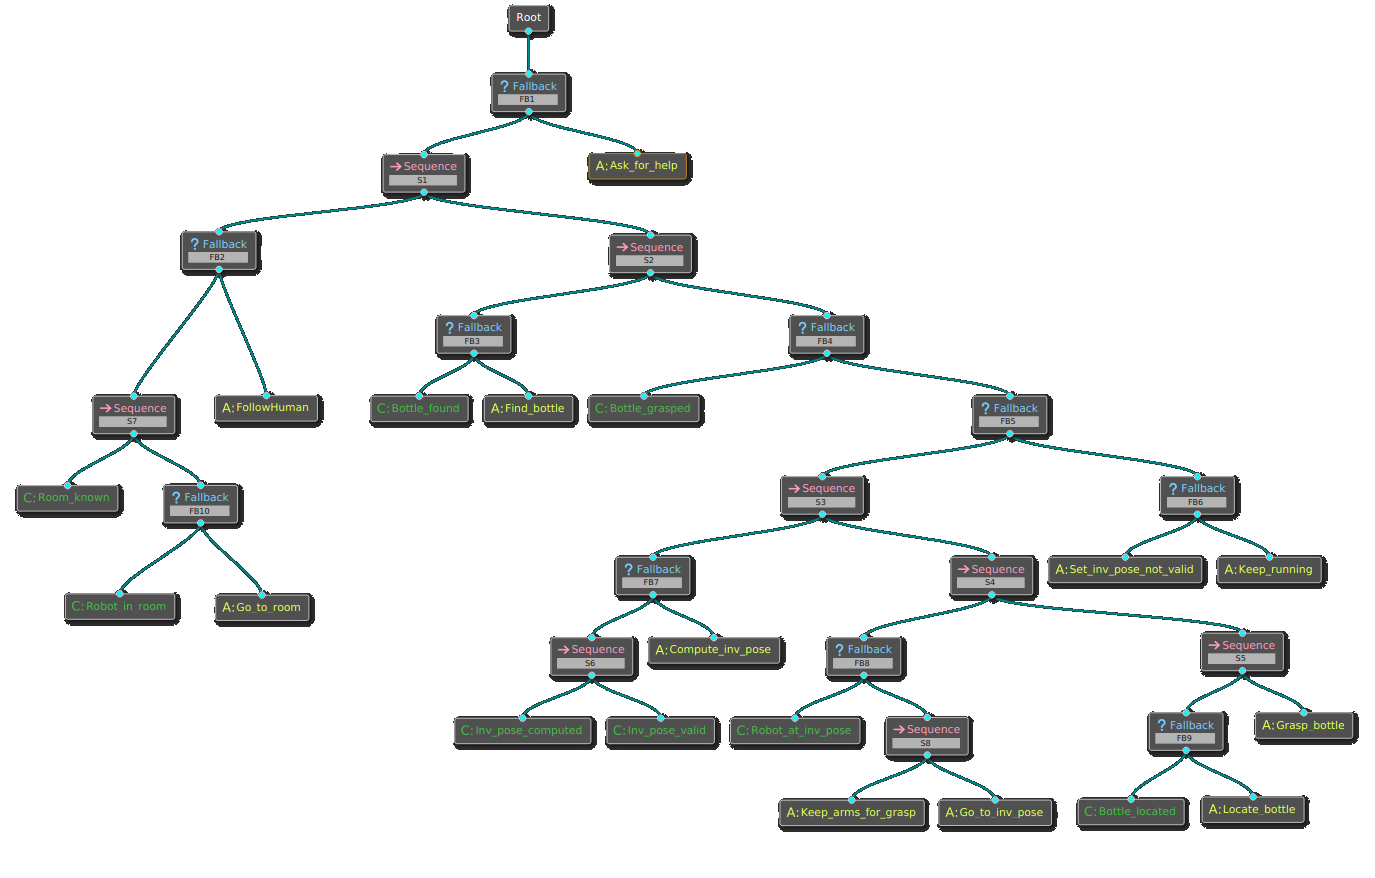 Root
? Fallback
FB1
→ Sequence
S1
A: Ask_for_help
? Fallback
FB2
→ Sequence
S2
? Fallback
FB3
? Fallback
FB4
→ Sequence
S7
A: FollowHuman
C: Bottle_found
A: Find_bottle
C: Bottle_grasped
? Fallback
FB5
C: Room_known
? Fallback
FB10
→ Sequence
S3
? Fallback
FB6
C: Robot_in_room
A: Go_to_room
? Fallback
FB7
→ Sequence
S4
A: Set_inv_pose_not_valid
A: Keep_running
→ Sequence
S6
A: Compute_inv_pose
? Fallback
FB8
→ Sequence
S5
C: Inv_pose_computed
C: Inv_pose_valid
C: Robot_at_inv_pose
→ Sequence
S8
? Fallback
FB9
A: Grasp_bottle
A: Keep_arms_for_grasp
A: Go_to_inv_pose
C: Bottle_located
A: Locate_bottle